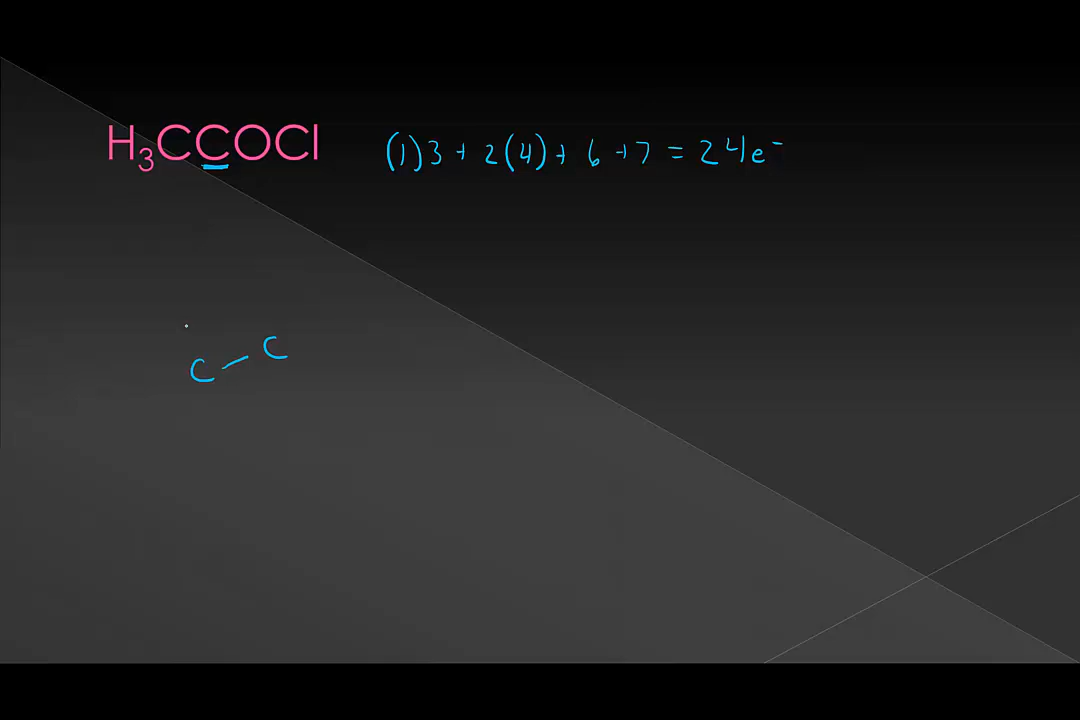 H₃CCOCl (1)3 + 2(4) + 6 + 7 = 24e⁻
C — C